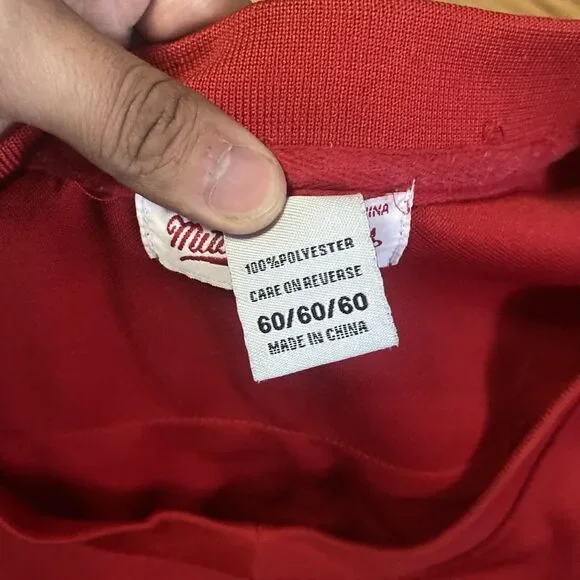 100%POLYESTER
CARE ON REVERSE
60/60/60
MADE IN CHINA